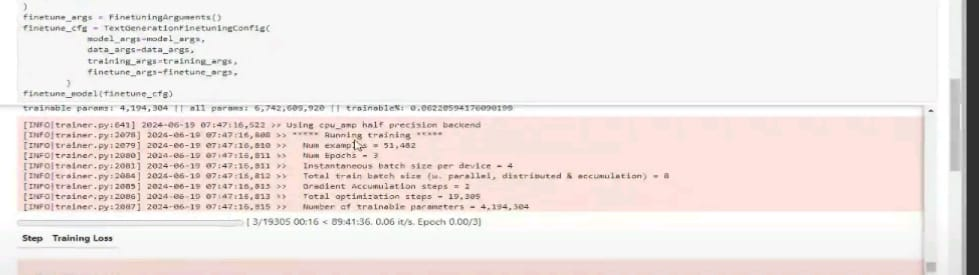 )
finetune_args = FinetuningArguments()
finetune_cfg = TextGenerationFinetuningConfig(
model_args=model_args,
data_args=data_args,
training_args=training_args,
finetune_args=finetune_args,
)
finetune_model(finetune_cfg)
trainable params: 4,194,304 || all params: 6,742,609,920 || trainable%: 0.06220594176090199
[INFO|trainer.py:641] 2024-06-19 07:47:16,522 >> Using cpu_amp half precision backend
[INFO|trainer.py:2078] 2024-06-19 07:47:16,808 >> ***** Running training *****
[INFO|trainer.py:2079] 2024-06-19 07:47:16,810 >> Num examples = 51,482
[INFO|trainer.py:2080] 2024-06-19 07:47:16,811 >> Num Epochs = 3
[INFO|trainer.py:2081] 2024-06-19 07:47:16,811 >> Instantaneous batch size per device = 4
[INFO|trainer.py:2084] 2024-06-19 07:47:16,812 >> Total train batch size (w. parallel, distributed & accumulation) = 8
[INFO|trainer.py:2085] 2024-06-19 07:47:16,813 >> Gradient Accumulation steps = 2
[INFO|trainer.py:2086] 2024-06-19 07:47:16,813 >> Total optimization steps = 19,305
[INFO|trainer.py:2087] 2024-06-19 07:47:16,815 >> Number of trainable parameters = 4,194,304
[ 3/19305 00:16 < 89:41:36, 0.06 it/s, Epoch 0.00/3]
Step Training Loss